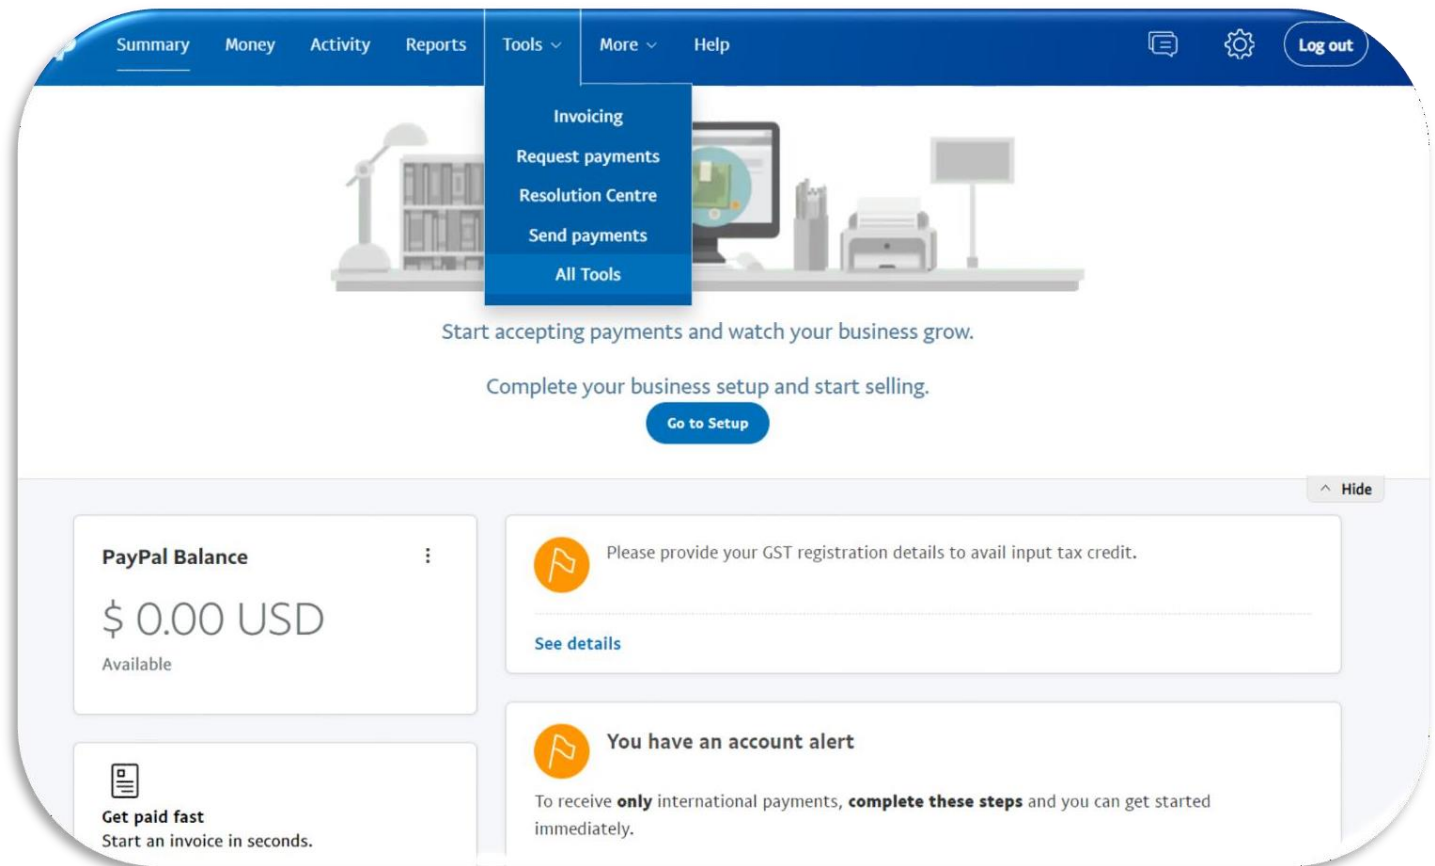 Summary Money Activity Reports Tools More Help Log out
Invoicing
Request payments
Resolution Centre
Send payments
All Tools
Start accepting payments and watch your business grow.
Complete your business setup and start selling.
Go to Setup
Hide
PayPal Balance
$ 0.00 USD
Available
Please provide your GST registration details to avail input tax credit.
See details
You have an account alert
To receive only international payments, complete these steps and you can get started
immediately.
Get paid fast
Start an invoice in seconds.